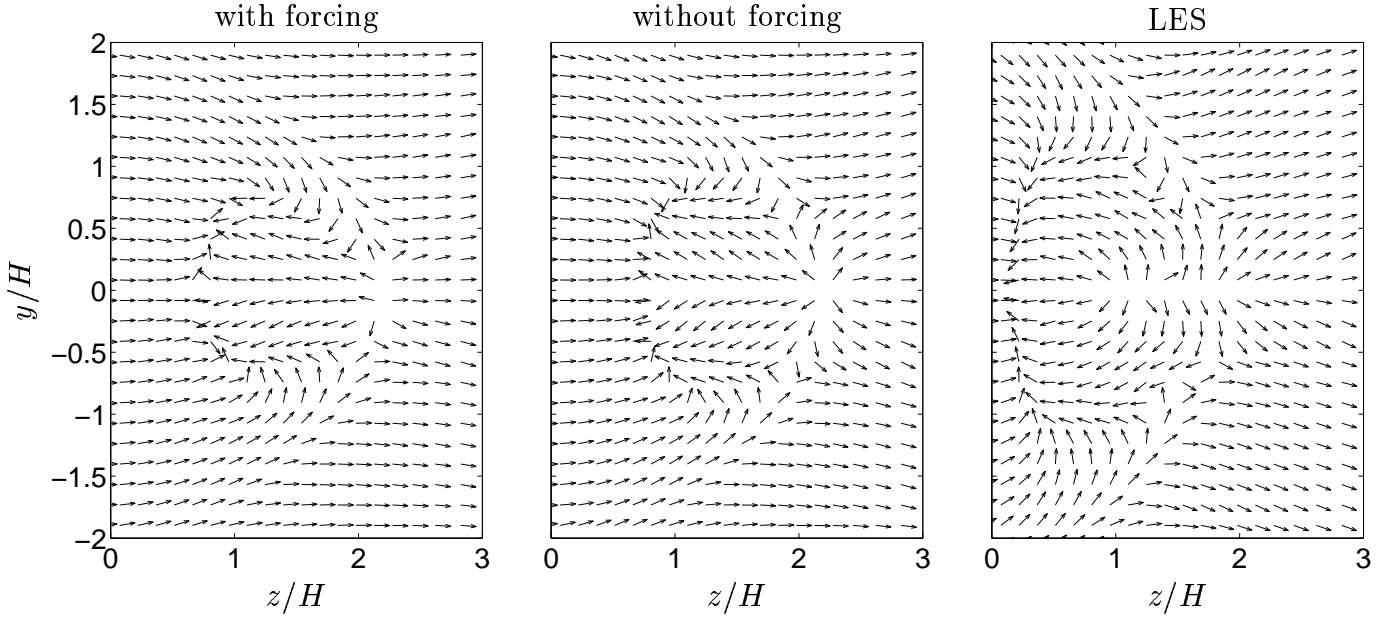 with forcing
without forcing
LES
2
1.5
1
0.5
0
−0.5
−1
−1.5
−2
y/H
0 1 2 3
0 1 2 3
0 1 2 3
z/H
z/H
z/H